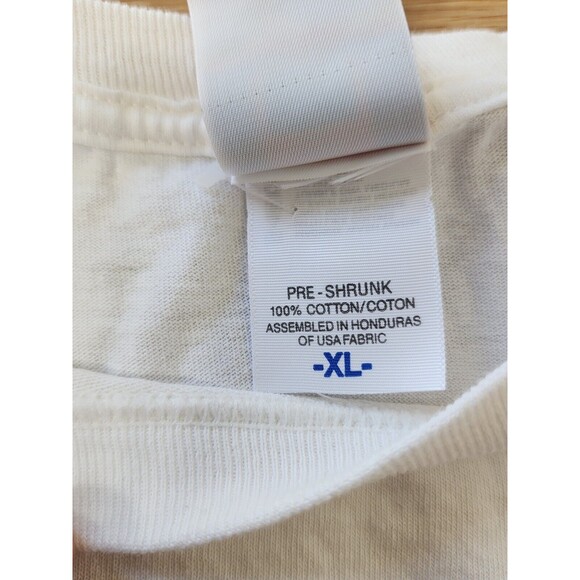 PRE-SHRUNK
100% COTTON/COTON
ASSEMBLED IN HONDURAS
OF USA FABRIC
-XL-